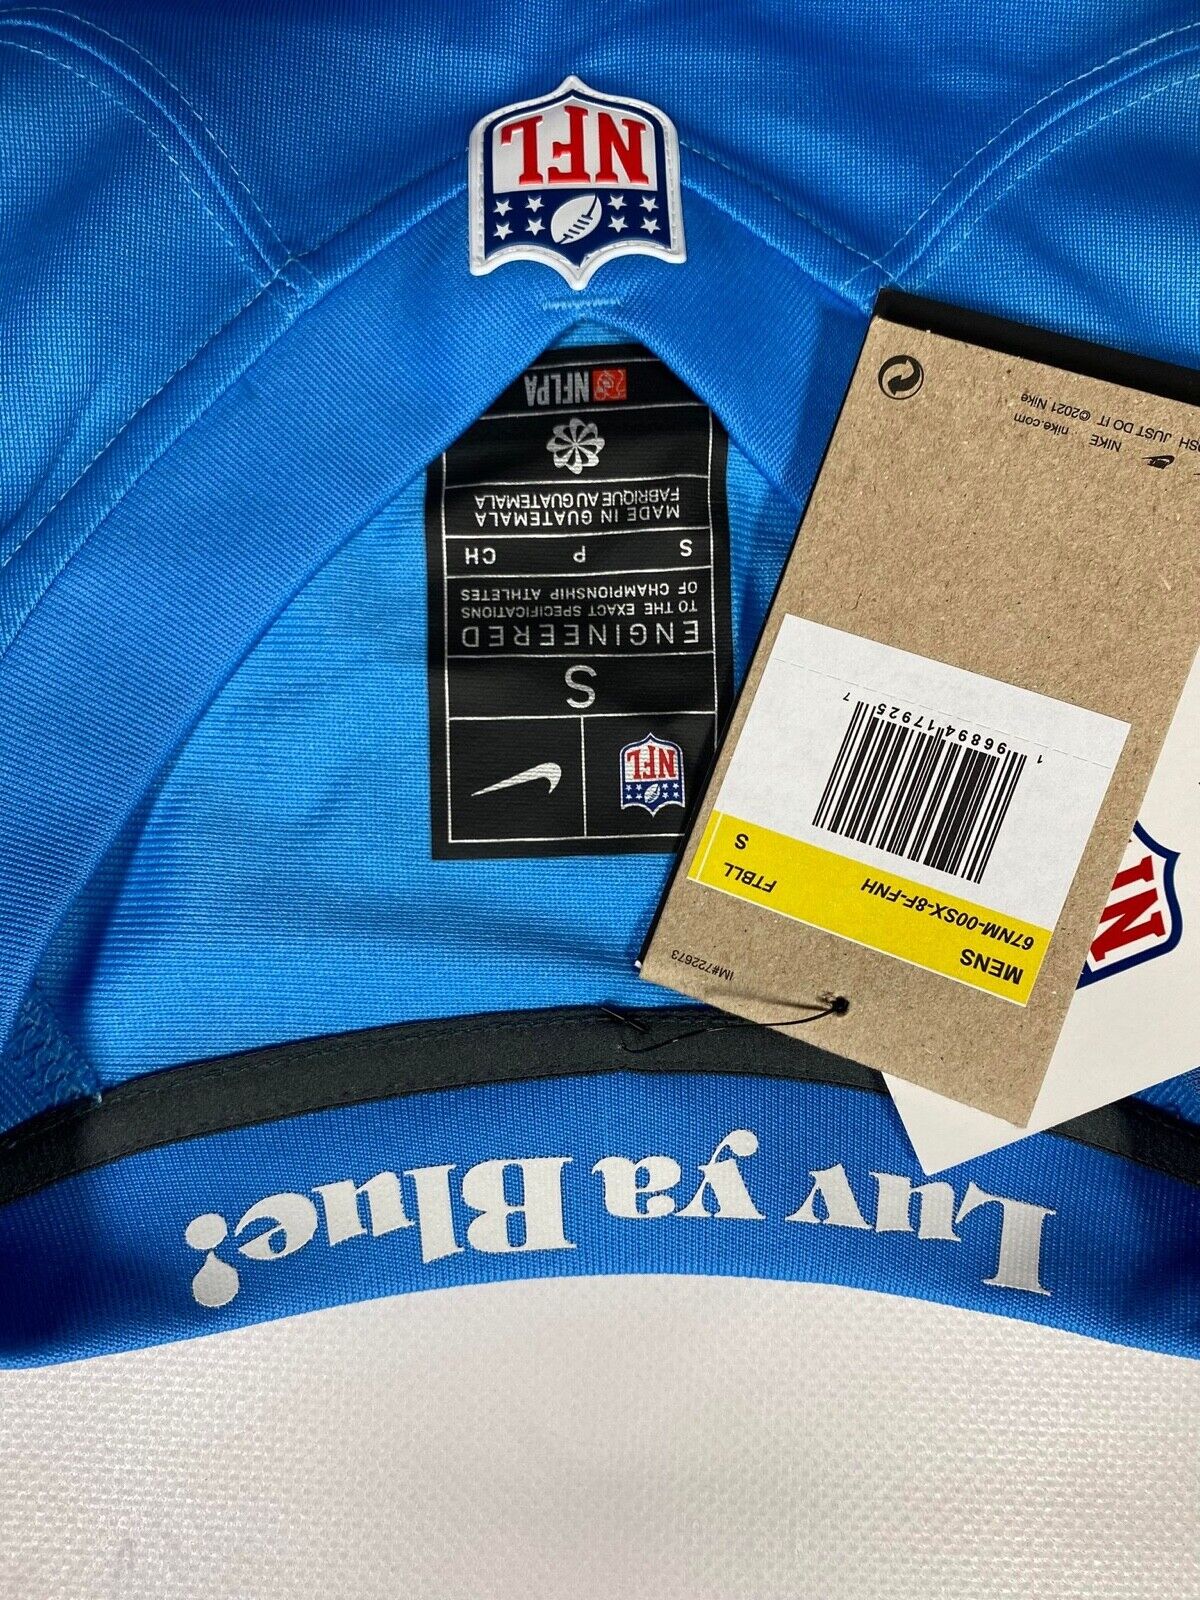 NFL
NFLPA
MADE IN GUATEMALA
FABRIQUE AU GUATEMALA
S P CH
ENGINEERED
TO THE EXACT SPECIFICATIONS
OF CHAMPIONSHIP ATHLETES
S
NFL
NIKE nike.com
JUST DO IT ©2021 Nike
1 96894 17925 7
MENS
67NM-00SX-8F-FNH
FTBLL
S
IM#722673
Luv ya Blue!